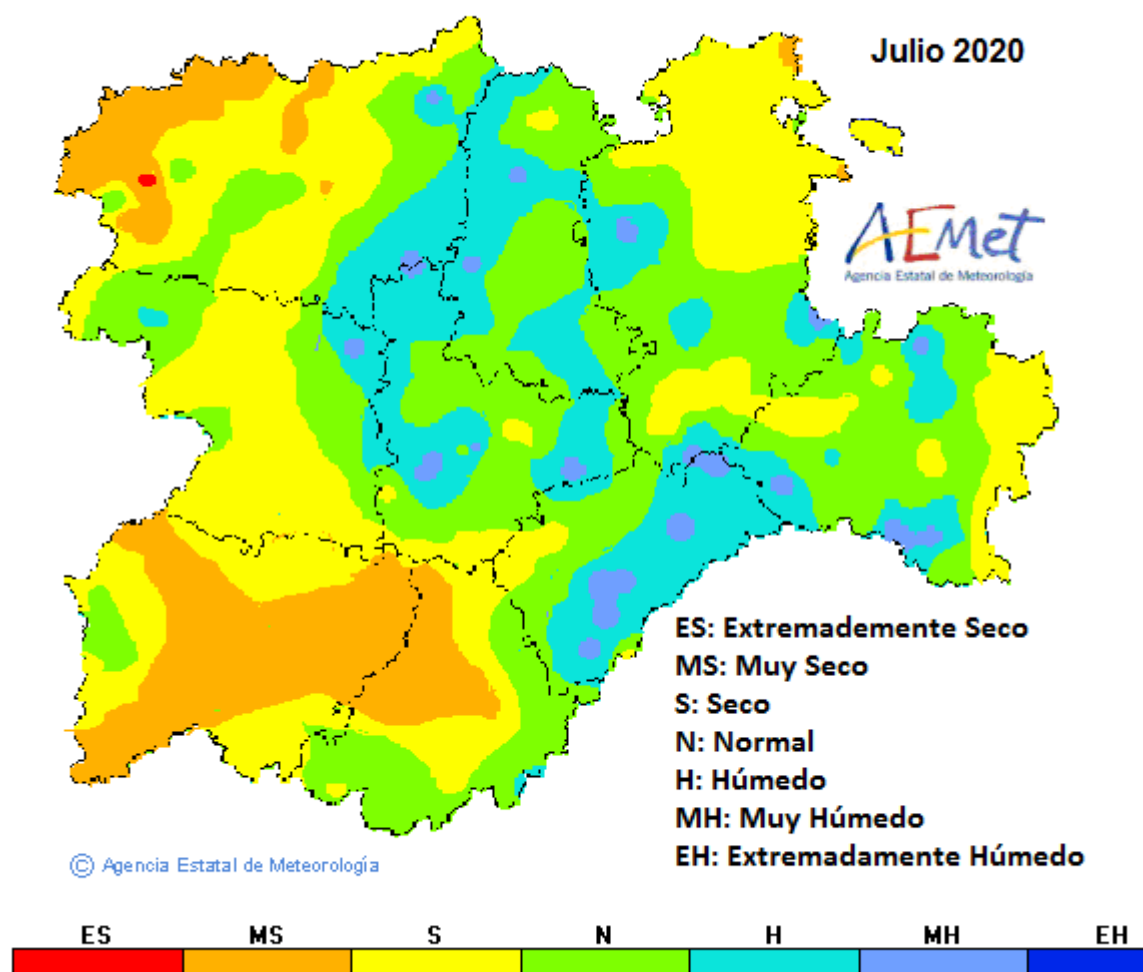 Julio 2020
AEMet
Agencia Estatal de Meteorología
ES: Extremademente Seco
MS: Muy Seco
S: Seco
N: Normal
H: Húmedo
MH: Muy Húmedo
EH: Extremadamente Húmedo
© Agencia Estatal de Meteorología
ES MS S N H MH EH